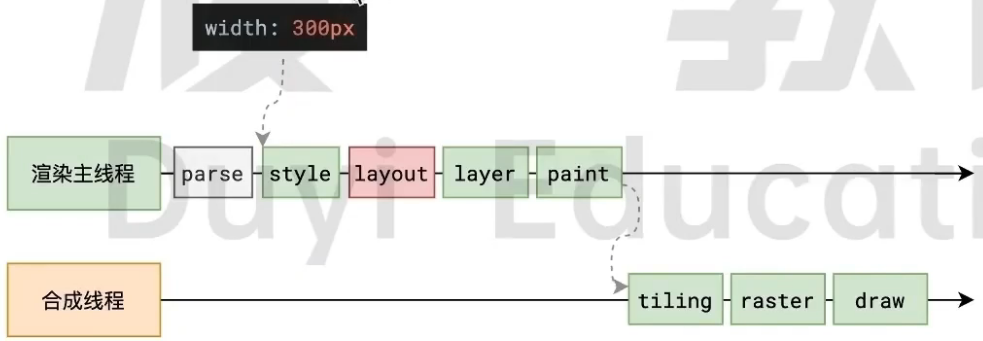 width: 300px
渲染主线程
parse
style
layout
layer
paint
合成线程
tiling
raster
draw
Duyi Educati